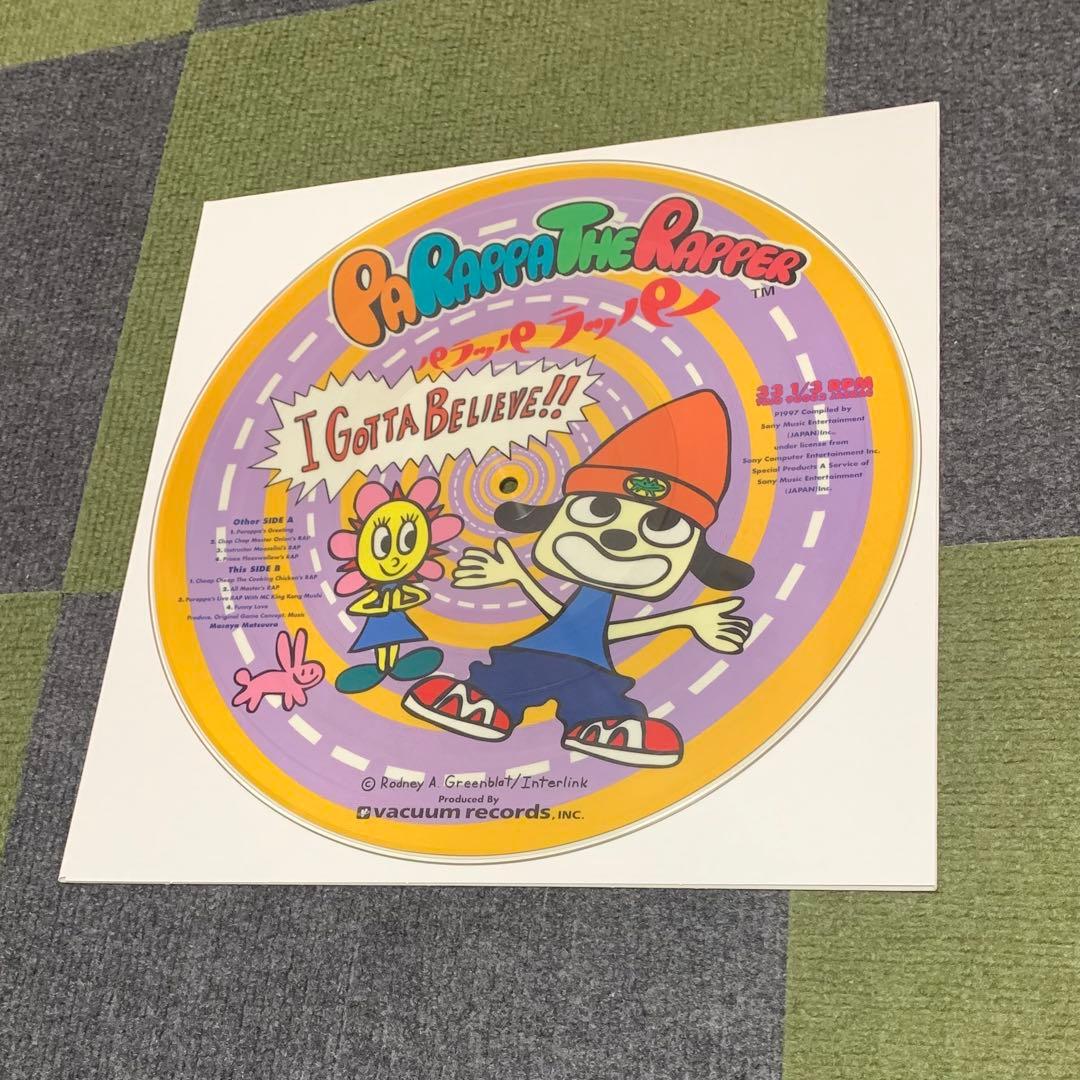 PARAPPA THE RAPPER
TM
パラッパ ラッパー
I GOTTA BELIEVE!!
33 1/3 RPM
P1997 Compiled by
Sony Music Entertainment
(JAPAN)Inc.
under license from
Sony Computer Entertainment Inc.
Special Products A Service of
Sony Music Entertainment
(JAPAN)Inc.
Other SIDE A
1. Parappa's Greeting
2. Chop Chop Master Onion's RAP
3. Instructor Mooselini's RAP
4. Prince Fleaswallow's RAP
This SIDE B
1. Cheap Cheap The Cooking Chicken's RAP
2. All Master's RAP
3. Parappa's Live RAP With MC King Kong Mushi
4. Funny Love
Produce, Original Game Concept, Music
Masaya Matsuura
© Rodney A. Greenblat/Interlink
Produced By
vacuum records, INC.